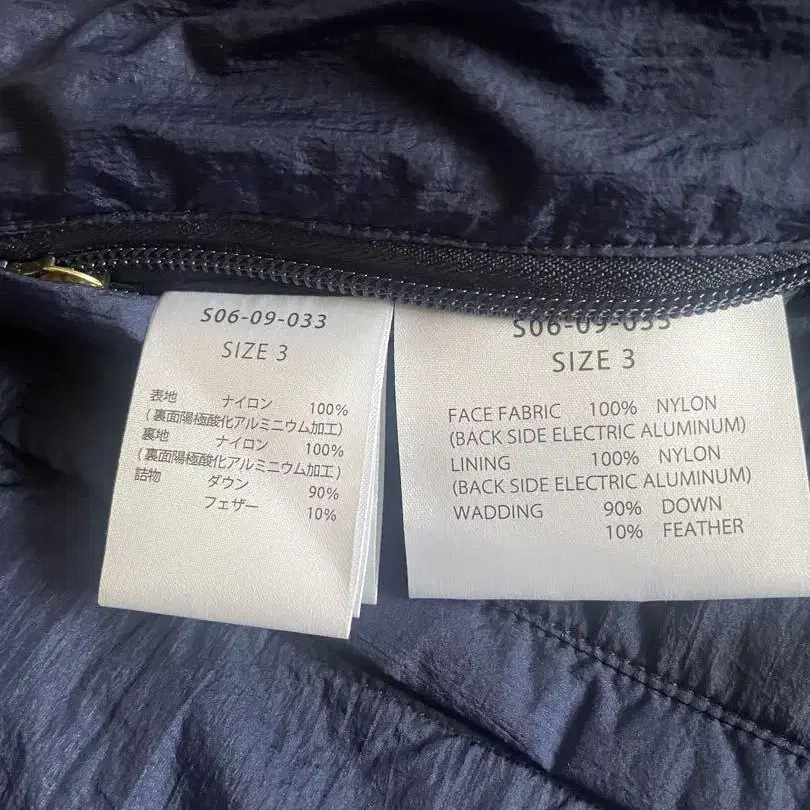 S06-09-033
SIZE 3
表地 ナイロン 100%
(裏面陽極酸化アルミニウム加工)
裏地 ナイロン 100%
(裏面陽極酸化アルミニウム加工)
詰物 ダウン 90%
フェザー 10%
S06-09-033
SIZE 3
FACE FABRIC 100% NYLON
(BACK SIDE ELECTRIC ALUMINUM)
LINING 100% NYLON
(BACK SIDE ELECTRIC ALUMINUM)
WADDING 90% DOWN
10% FEATHER